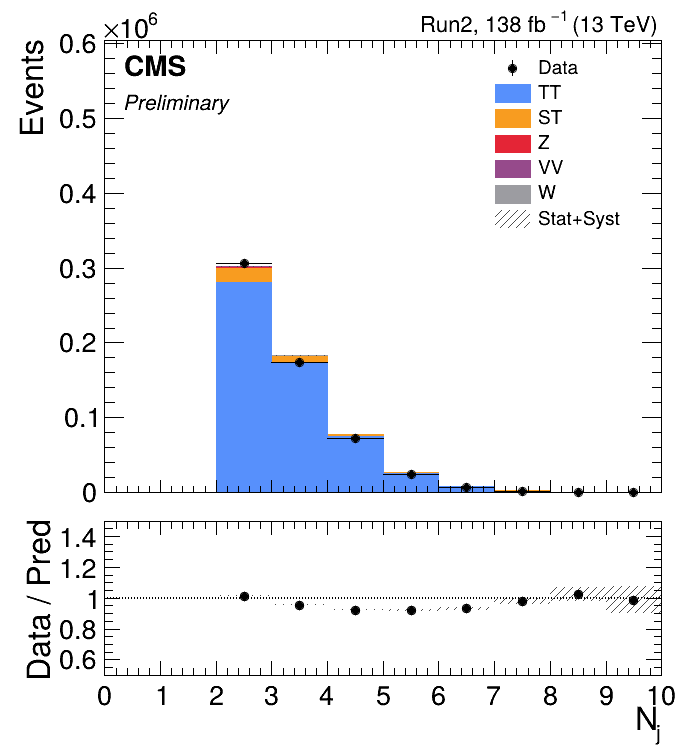 ×10⁶
Run2, 138 fb⁻¹ (13 TeV)
Events
0.6
0.5
0.4
0.3
0.2
0.1
0
CMS
Preliminary
Data
TT
ST
Z
VV
W
Stat+Syst
Data / Pred
1.4
1.2
1
0.8
0.6
0 1 2 3 4 5 6 7 8 9 10
N_j